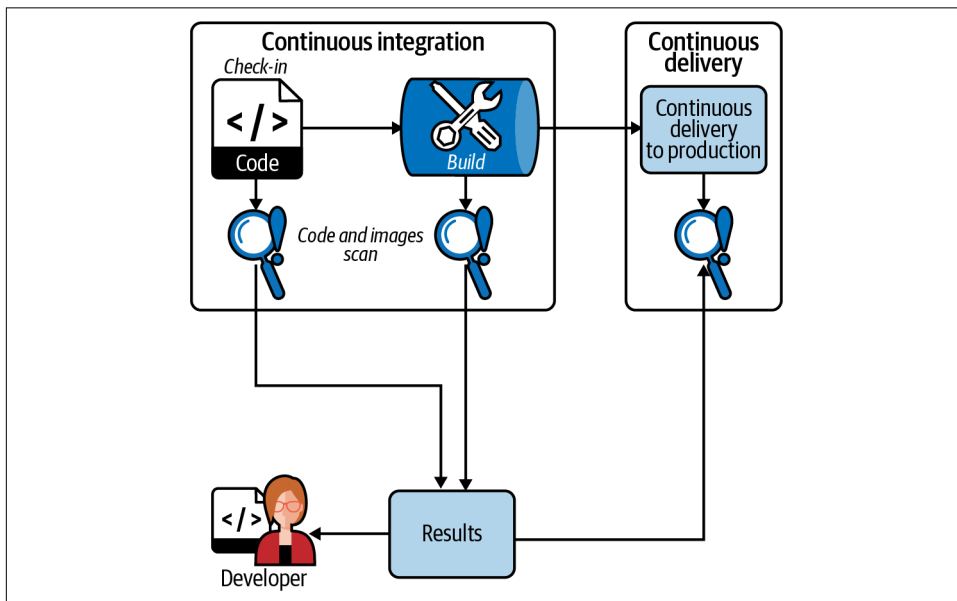 Continuous integration
Check-in
</>
Code
Build
Code and images
scan
Continuous
delivery
Continuous
delivery
to production
</>
Developer
Results